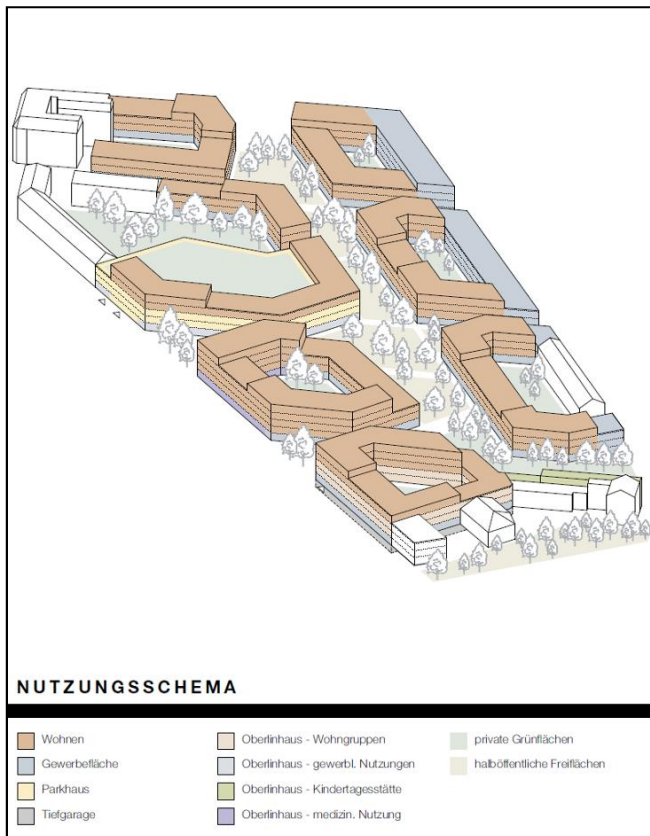 NUTZUNGSSCHEMA
Wohnen
Gewerbefläche
Parkhaus
Tiefgarage
Oberlinhaus - Wohngruppen
Oberlinhaus - gewerbl. Nutzungen
Oberlinhaus - Kindertagesstätte
Oberlinhaus - medizin. Nutzung
private Grünflächen
halböffentliche Freiflächen